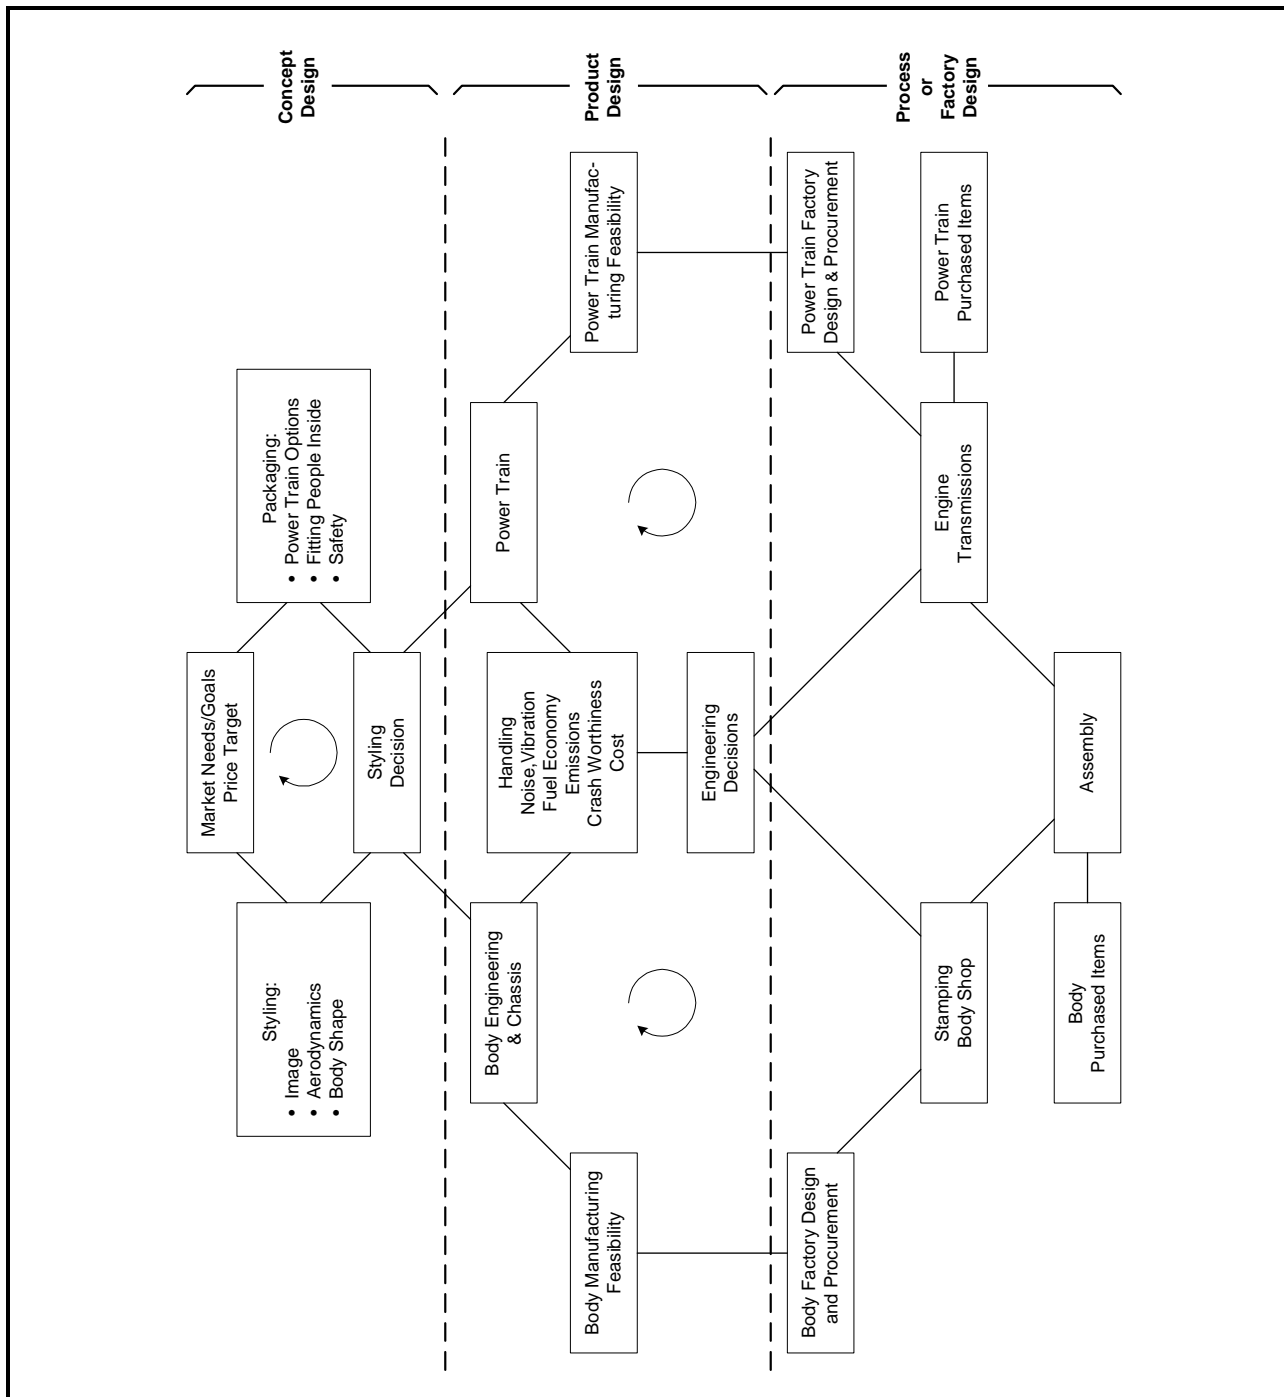 Concept
Design
Market Needs/Goals
Price Target
Styling:
• Image
• Aerodynamics
• Body Shape
Packaging:
• Power Train Options
• Fitting People Inside
• Safety
Styling
Decision
Product
Design
Body Engineering
& Chassis
Handling
Noise,Vibration
Fuel Economy
Emissions
Crash Worthiness
Cost
Power Train
Body Manufacturing
Feasibility
Power Train Manufac-
turing Feasibility
Engineering
Decisions
Process
or
Factory
Design
Body Factory Design
and Procurement
Power Train Factory
Design & Procurement
Stamping
Body Shop
Engine
Transmissions
Power Train
Purchased Items
Body
Purchased Items
Assembly